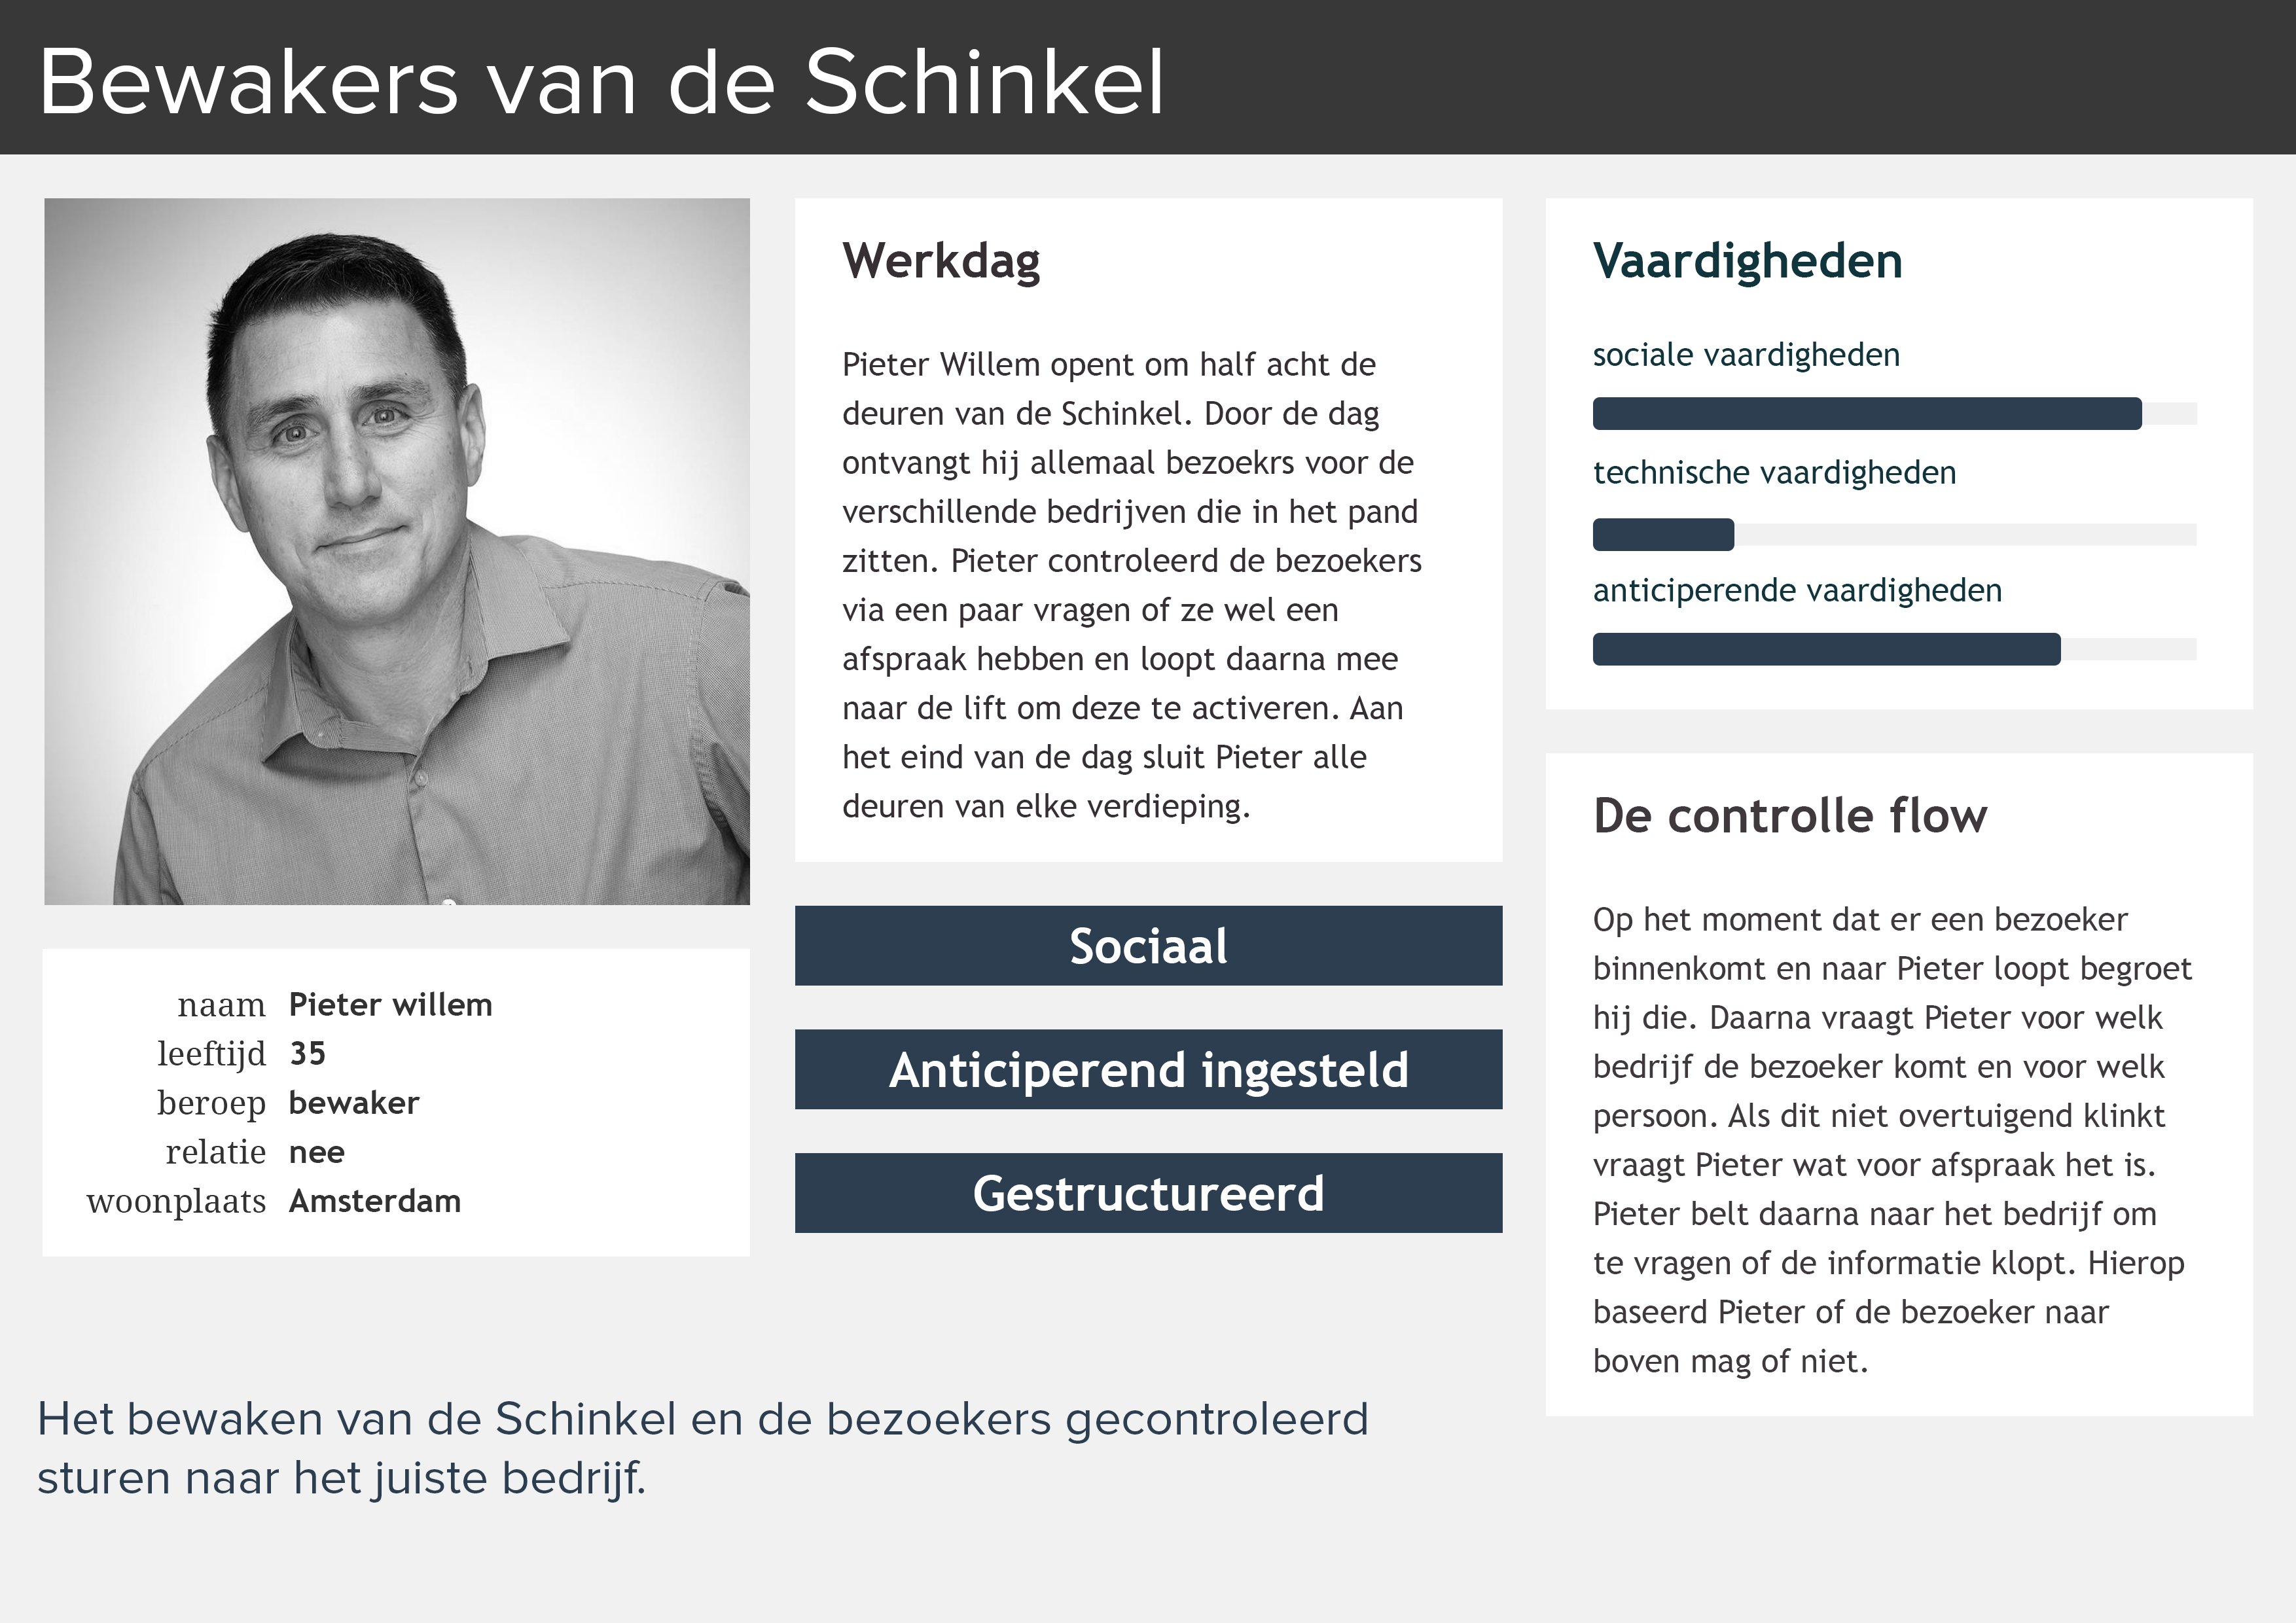 Bewakers van de Schinkel
naam Pieter willem
leeftijd 35
beroep bewaker
relatie nee
woonplaats Amsterdam
Werkdag
Pieter Willem opent om half acht de
deuren van de Schinkel. Door de dag
ontvangt hij allemaal bezoekrs voor de
verschillende bedrijven die in het pand
zitten. Pieter controleerd de bezoekers
via een paar vragen of ze wel een
afspraak hebben en loopt daarna mee
naar de lift om deze te activeren. Aan
het eind van de dag sluit Pieter alle
deuren van elke verdieping.
Sociaal
Anticiperend ingesteld
Gestructureerd
Vaardigheden
sociale vaardigheden
technische vaardigheden
anticiperende vaardigheden
De controlle flow
Op het moment dat er een bezoeker
binnenkomt en naar Pieter loopt begroet
hij die. Daarna vraagt Pieter voor welk
bedrijf de bezoeker komt en voor welk
persoon. Als dit niet overtuigend klinkt
vraagt Pieter wat voor afspraak het is.
Pieter belt daarna naar het bedrijf om
te vragen of de informatie klopt. Hierop
baseerd Pieter of de bezoeker naar
boven mag of niet.
Het bewaken van de Schinkel en de bezoekers gecontroleerd
sturen naar het juiste bedrijf.